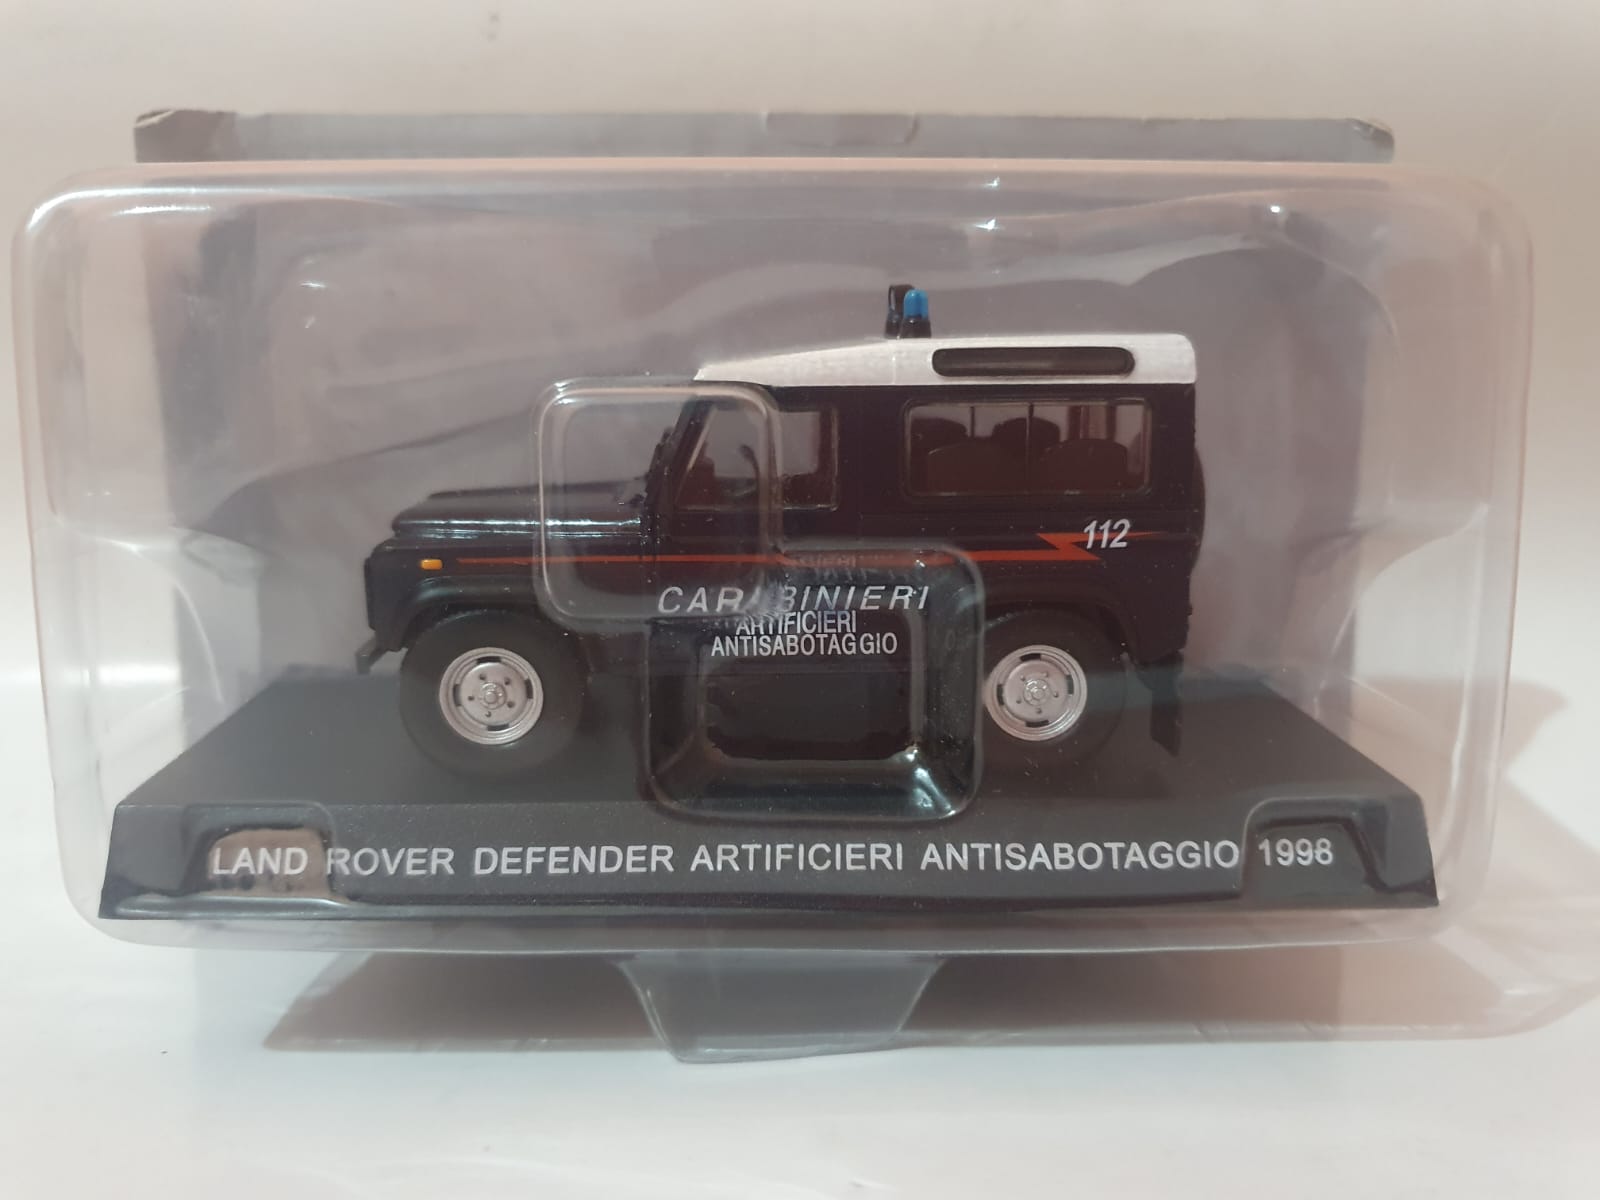 112
CARABINIERI
ARTIFICIERI
ANTISABOTAGGIO
LAND ROVER DEFENDER ARTIFICIERI ANTISABOTAGGIO 1998